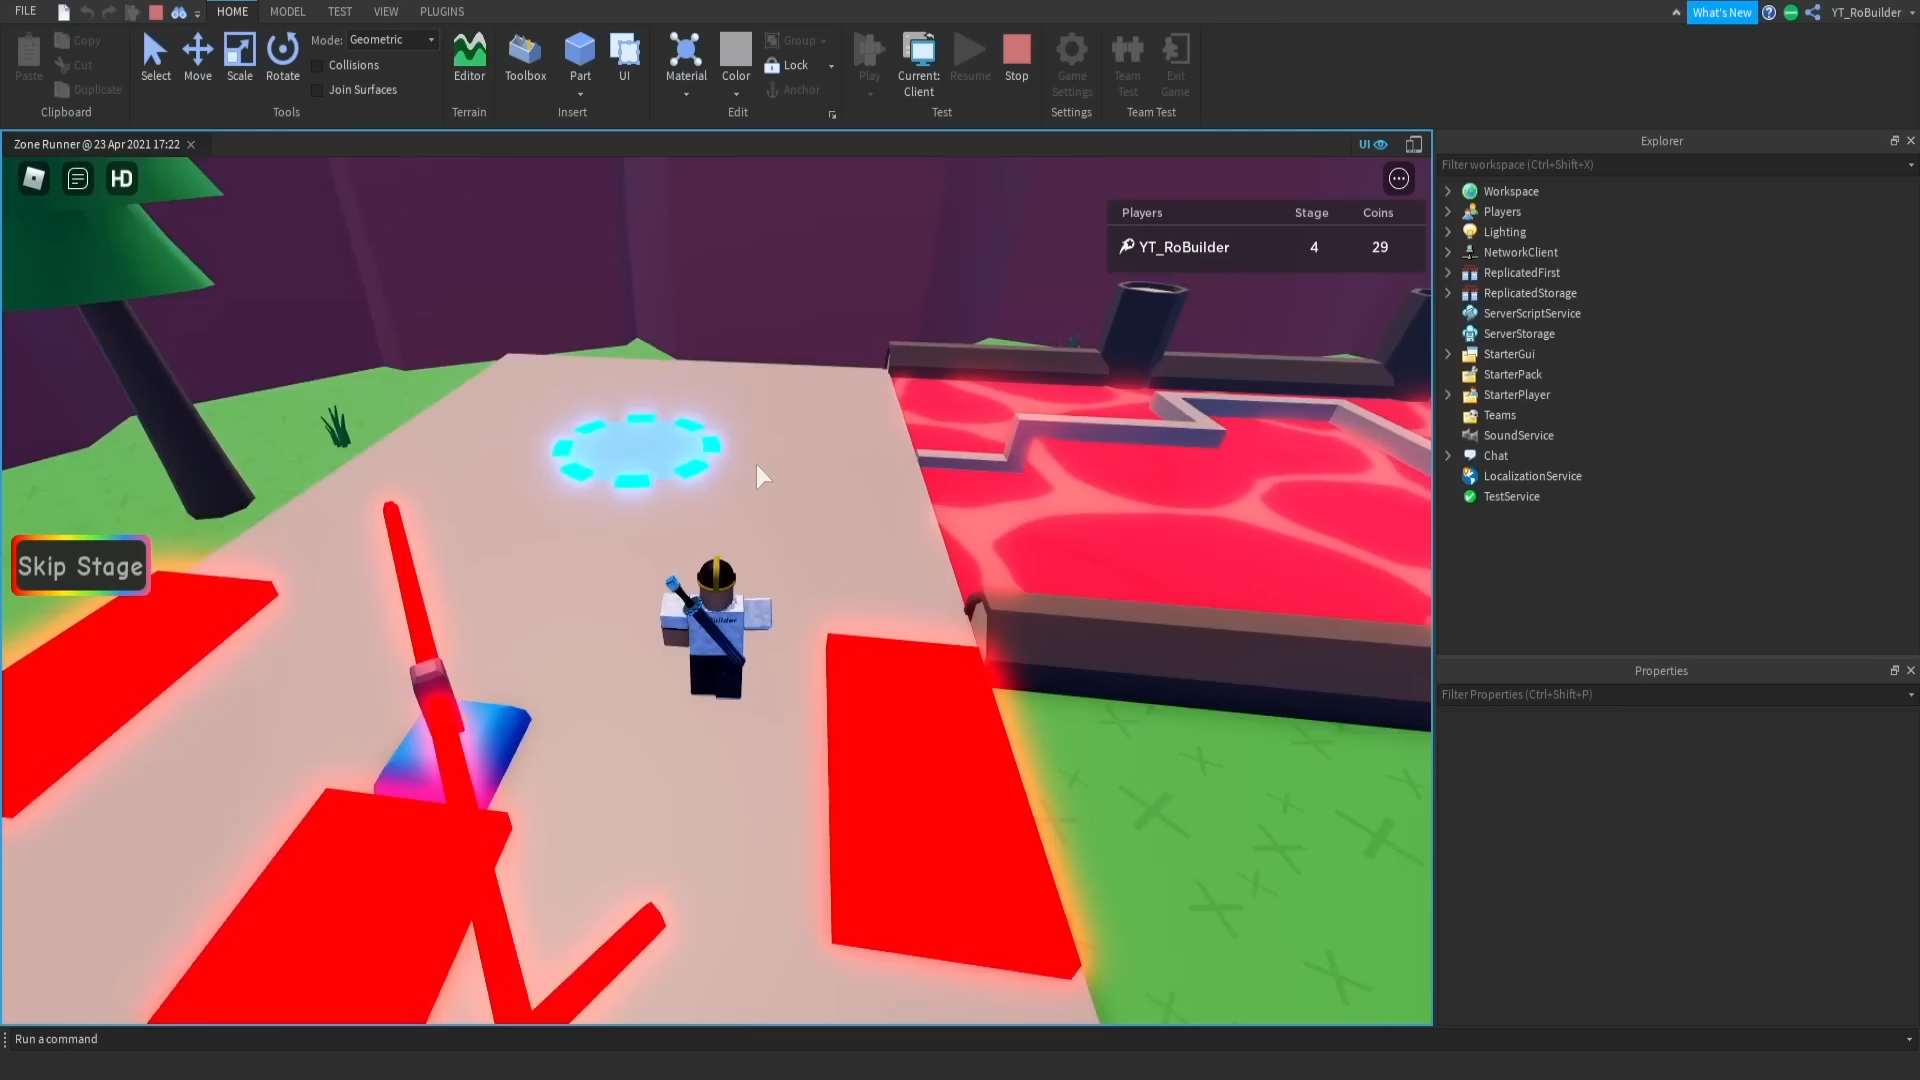 FILE HOME MODEL TEST VIEW PLUGINS What's New YT_RoBuilder
Paste Copy Cut Duplicate
Clipboard
Select Move Scale Rotate Mode: Geometric
Collisions
Join Surfaces
Tools
Editor
Terrain
Toolbox Part UI
Insert
Material Color Group Lock Anchor
Edit
Play Current: Client Resume Stop
Test
Game Settings
Settings
Team Test Exit Game
Team Test
Zone Runner @ 23 Apr 2021 17:22
UI
HD
Players Stage Coins
YT_RoBuilder 4 29
Skip Stage
Builder
Explorer
Filter workspace (Ctrl+Shift+X)
Workspace
Players
Lighting
NetworkClient
ReplicatedFirst
ReplicatedStorage
ServerScriptService
ServerStorage
StarterGui
StarterPack
StarterPlayer
Teams
SoundService
Chat
LocalizationService
TestService
Properties
Filter Properties (Ctrl+Shift+P)
Run a command